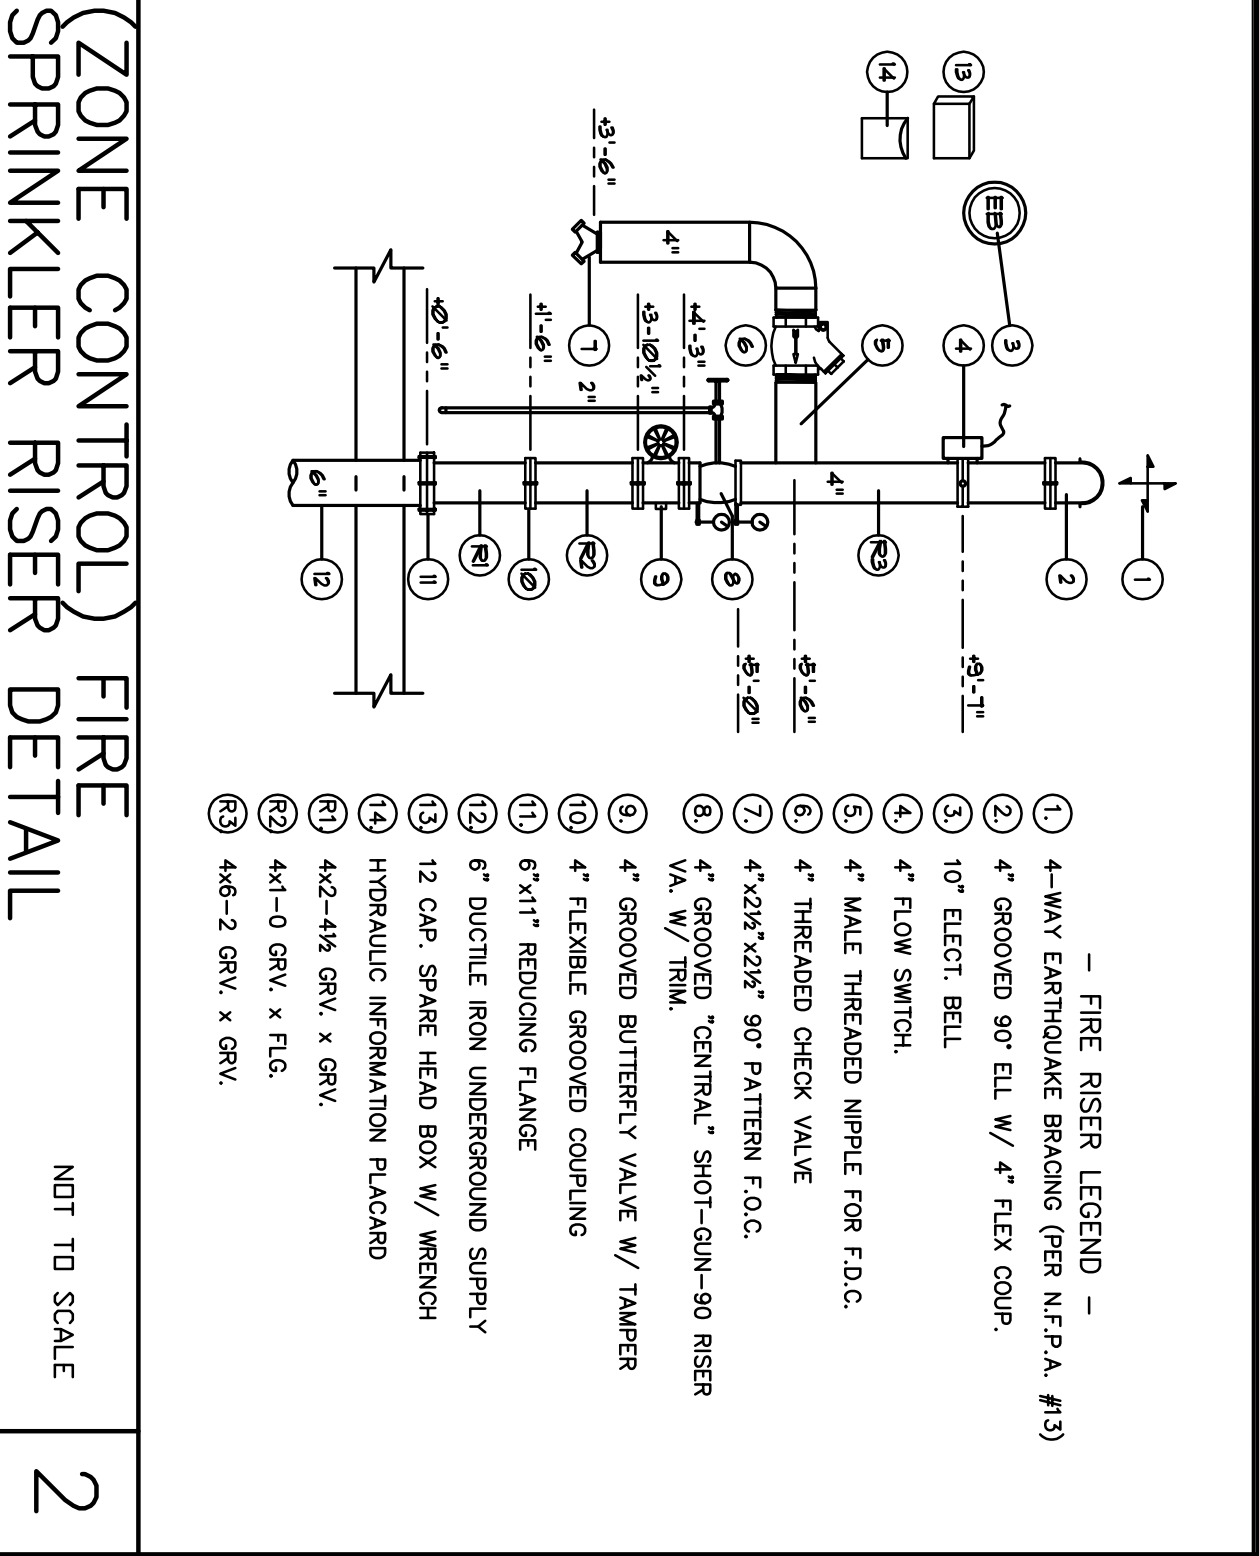 1
EB
3
13
14
2
4
+9'-7"
R3
4"
5
6
+5'-6"
+5'-0"
8
4"
+4'-3"
9
+3-10½"
2"
7
+3'-6"
R2
10
+1'-6"
R1
11
+0'-6"
6"
12
– FIRE RISER LEGEND –
1. 4–WAY EARTHQUAKE BRACING (PER N.F.P.A. #13)
2. 4" GROOVED 90° ELL W/ 4" FLEX COUP.
3. 10" ELECT. BELL
4. 4" FLOW SWITCH.
5. 4" MALE THREADED NIPPLE FOR F.D.C.
6. 4" THREADED CHECK VALVE
7. 4"x2½"x2½" 90° PATTERN F.O.C.
8. 4" GROOVED "CENTRAL" SHOT–GUN–90 RISER
VA. W/ TRIM.
9. 4" GROOVED BUTTERFLY VALVE W/ TAMPER
10. 4" FLEXIBLE GROOVED COUPLING
11. 6"x11" REDUCING FLANGE
12. 6" DUCTILE IRON UNDERGROUND SUPPLY
13. 12 CAP. SPARE HEAD BOX W/ WRENCH
14. HYDRAULIC INFORMATION PLACARD
R1. 4x2–4½ GRV. x GRV.
R2. 4x1–0 GRV. x FLG.
R3. 4x6–2 GRV. x GRV.
(ZONE CONTROL) FIRE
SPRINKLER RISER DETAIL
NOT TO SCALE
2